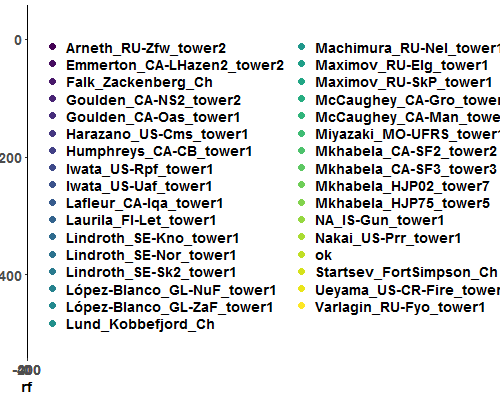 0
200
400
Arneth_RU-Zfw_tower2
Emmerton_CA-LHazen2_tower2
Falk_Zackenberg_Ch
Goulden_CA-NS2_tower2
Goulden_CA-Oas_tower1
Harazano_US-Cms_tower1
Humphreys_CA-CB_tower1
Iwata_US-Rpf_tower1
Iwata_US-Uaf_tower1
Lafleur_CA-Iqa_tower1
Laurila_FI-Let_tower1
Lindroth_SE-Kno_tower1
Lindroth_SE-Nor_tower1
Lindroth_SE-Sk2_tower1
López-Blanco_GL-NuF_tower1
López-Blanco_GL-ZaF_tower1
Lund_Kobbefjord_Ch
Machimura_RU-Nel_tower1
Maximov_RU-Elg_tower1
Maximov_RU-SkP_tower1
McCaughey_CA-Gro_tower
McCaughey_CA-Man_tower
Miyazaki_MO-UFRS_tower1
Mkhabela_CA-SF2_tower2
Mkhabela_CA-SF3_tower3
Mkhabela_HJP02_tower7
Mkhabela_HJP75_tower5
NA_IS-Gun_tower1
Nakai_US-Prr_tower1
ok
Startsev_FortSimpson_Ch
Ueyama_US-CR-Fire_tower
Varlagin_RU-Fyo_tower1
rf